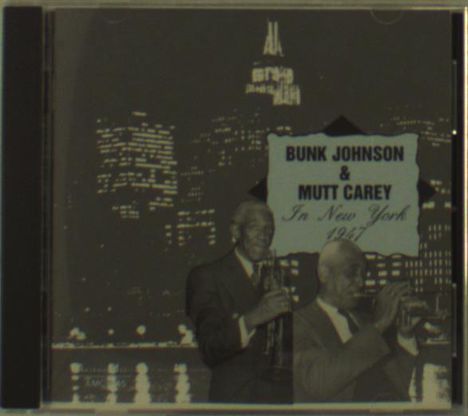 BUNK JOHNSON
&
MUTT CAREY
In New York
1947